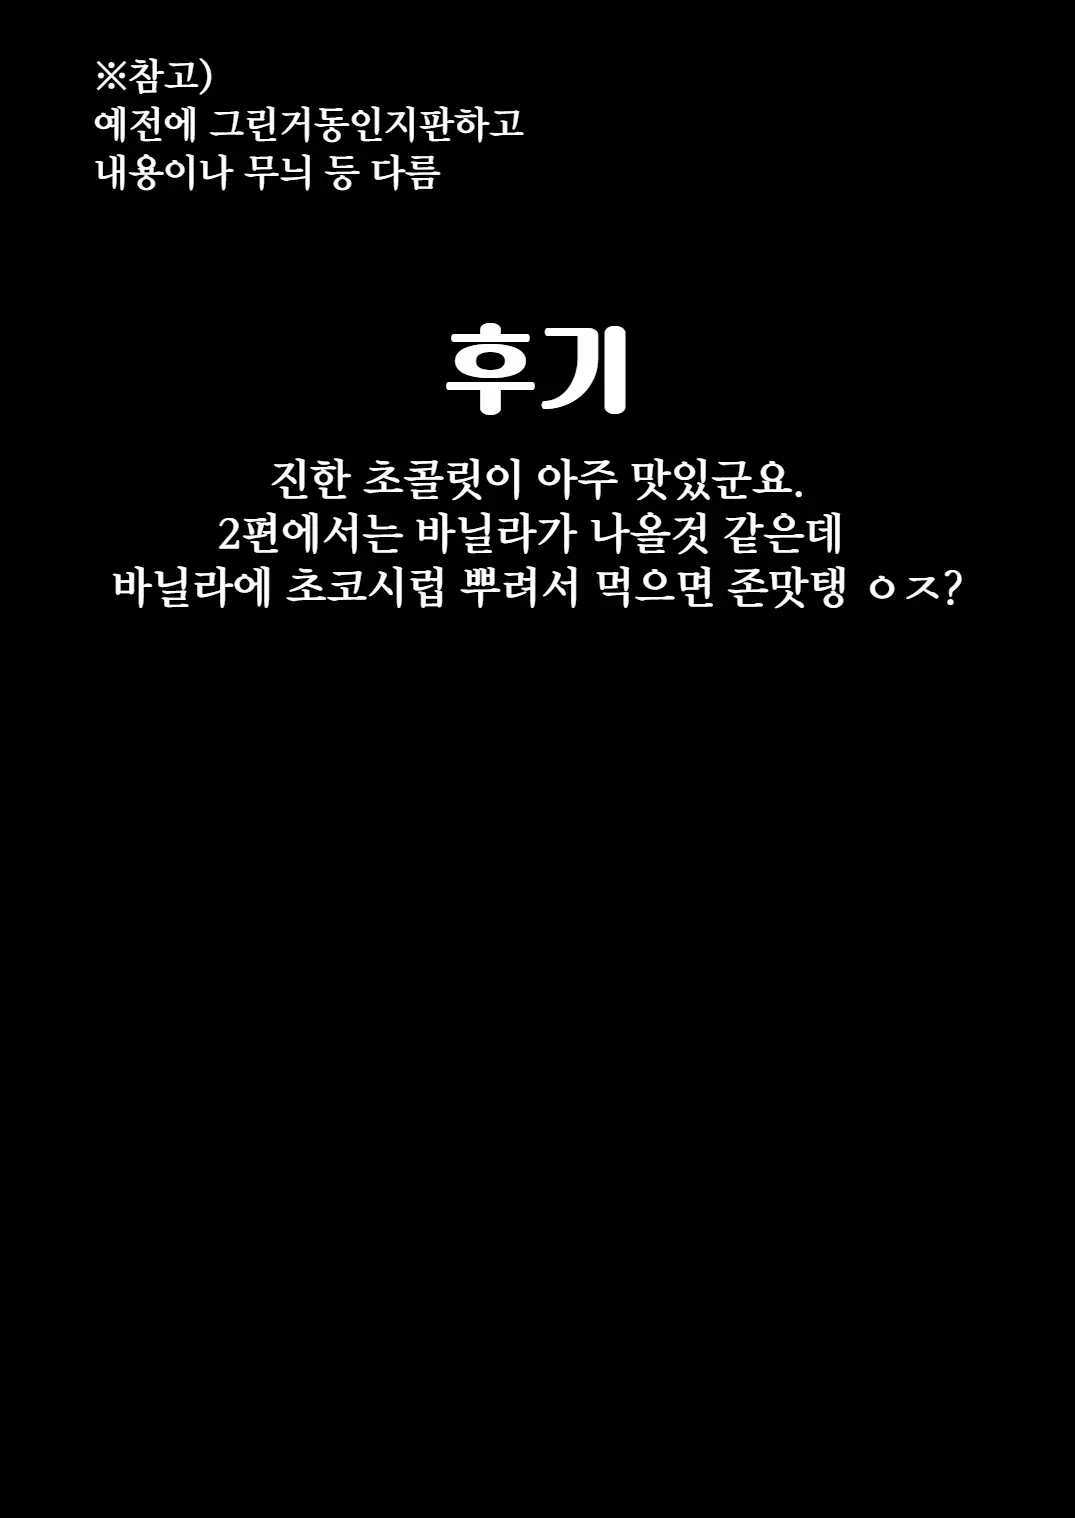 ※참고)
예전에 그린거동인지판하고
내용이나 무늬 등 다름
후기
진한 초콜릿이 아주 맛있군요.
2편에서는 바닐라가 나올것 같은데
바닐라에 초코시럽 뿌려서 먹으면 존맛탱 ㅇㅈ?